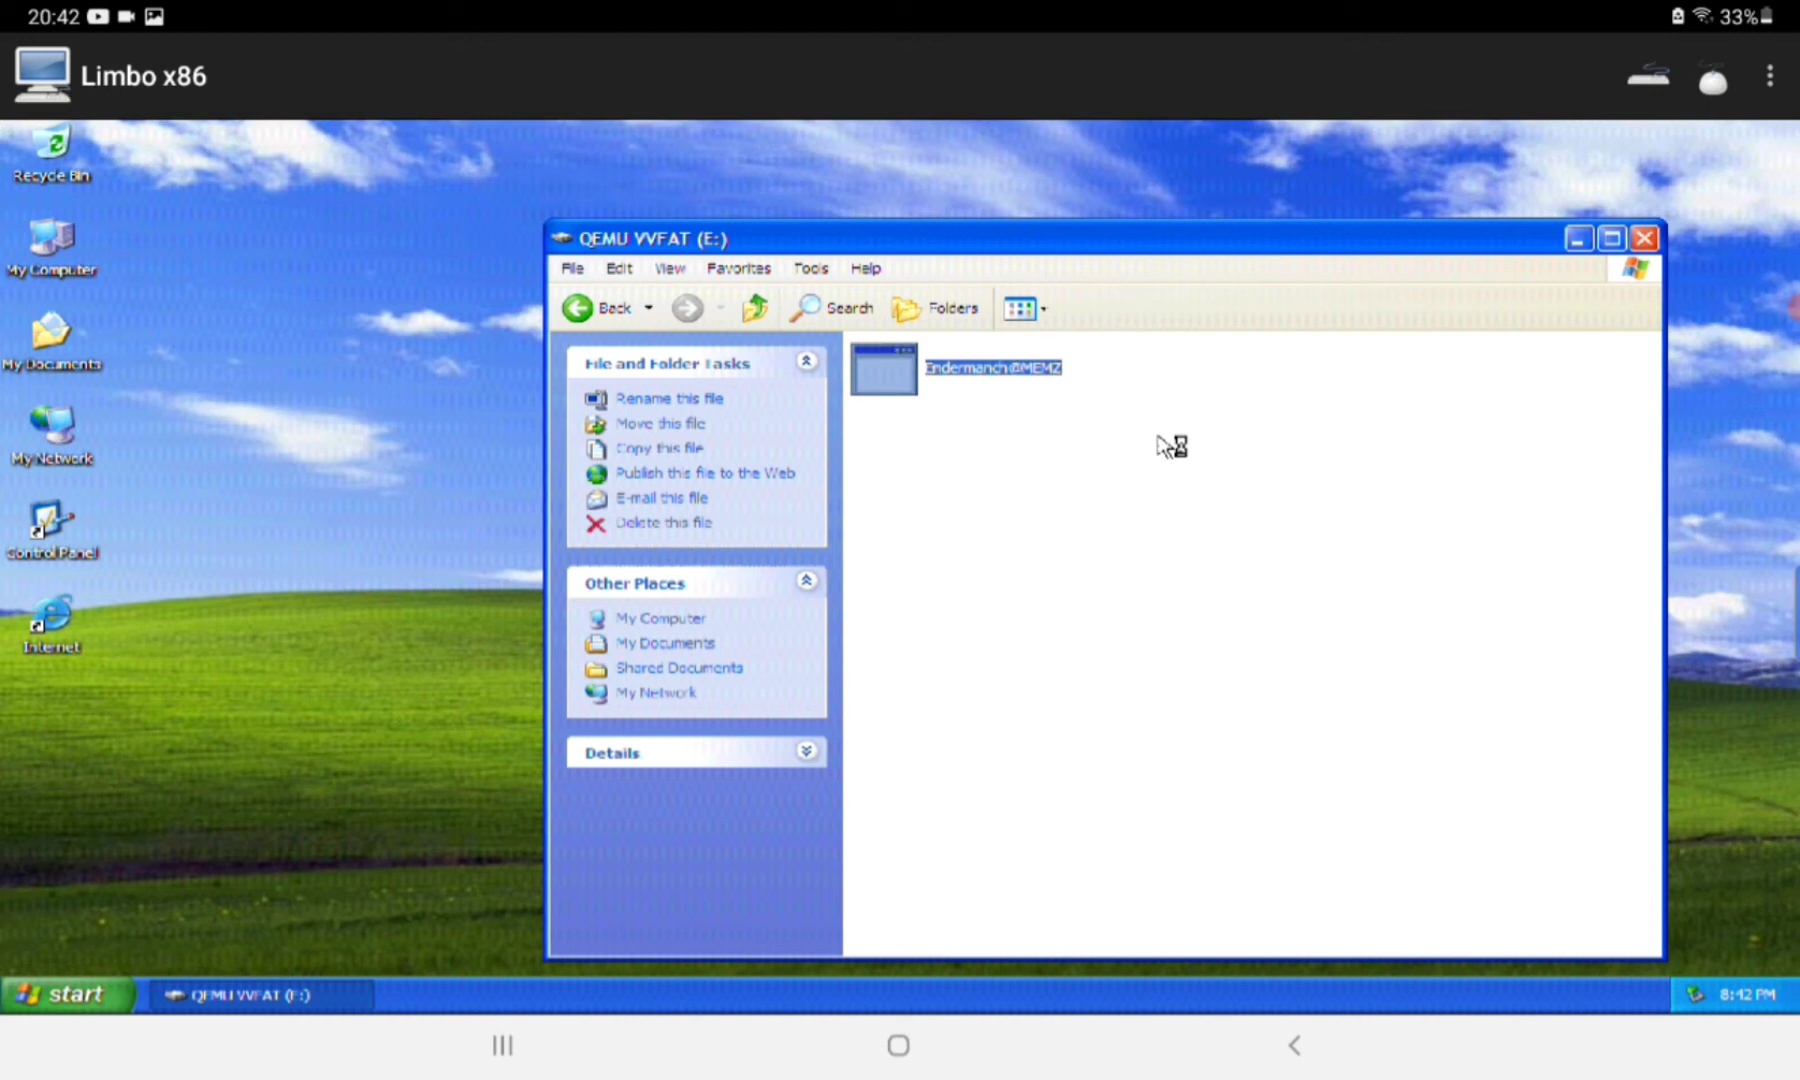 20:42
33%
Limbo x86
Recycle Bin
My Computer
My Documents
My Network
Control Panel
Internet
QEMU VVFAT (E:)
File Edit View Favorites Tools Help
Back Search Folders
File and Folder Tasks
Rename this file
Move this file
Copy this file
Publish this file to the Web
E-mail this file
Delete this file
Other Places
My Computer
My Documents
Shared Documents
My Network
Details
Endermanch@MEMZ
start
QEMU VVFAT (E:)
8:42 PM